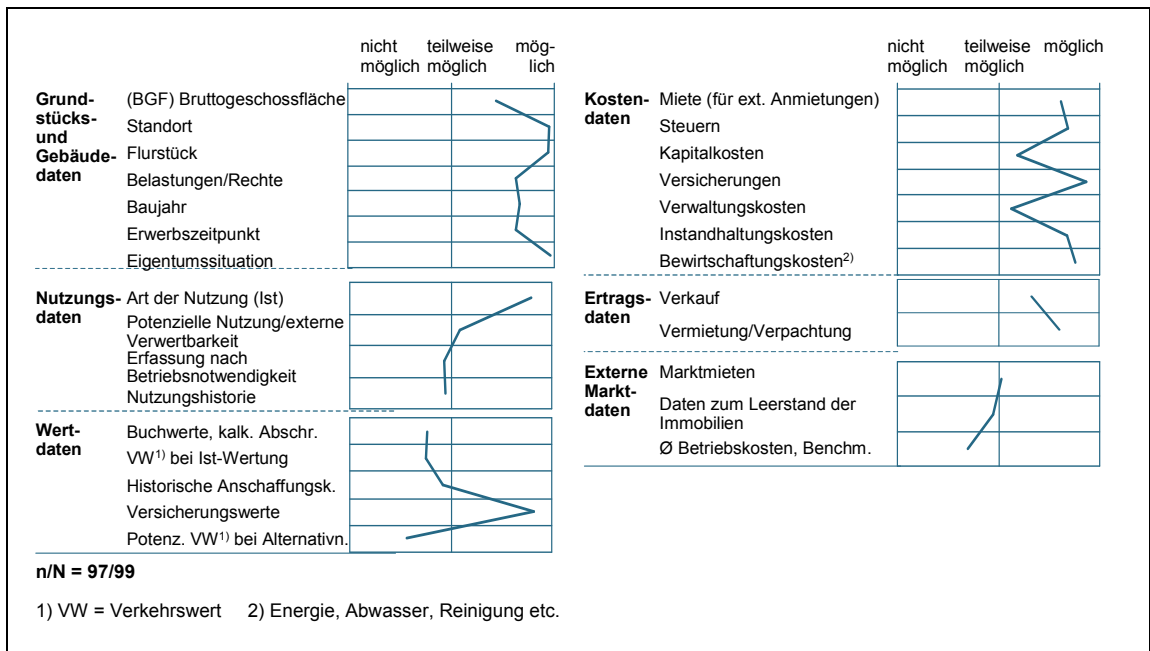 nicht teilweise mög-
möglich möglich lich
Grund- (BGF) Bruttogeschossfläche
stücks- Standort
und
Gebäude- Flurstück
daten Belastungen/Rechte
Baujahr
Erwerbszeitpunkt
Eigentumssituation
Nutzungs- Art der Nutzung (Ist)
daten Potenzielle Nutzung/externe
Verwertbarkeit
Erfassung nach
Betriebsnotwendigkeit
Nutzungshistorie
Wert- Buchwerte, kalk. Abschr.
daten VW1) bei Ist-Wertung
Historische Anschaffungsk.
Versicherungswerte
Potenz. VW1) bei Alternativn.
nicht teilweise möglich
möglich möglich
Kosten- Miete (für ext. Anmietungen)
daten Steuern
Kapitalkosten
Versicherungen
Verwaltungskosten
Instandhaltungskosten
Bewirtschaftungskosten2)
Ertrags- Verkauf
daten Vermietung/Verpachtung
Externe Marktmieten
Markt-
daten Daten zum Leerstand der
Immobilien
Ø Betriebskosten, Benchm.
n/N = 97/99
1) VW = Verkehrswert 2) Energie, Abwasser, Reinigung etc.